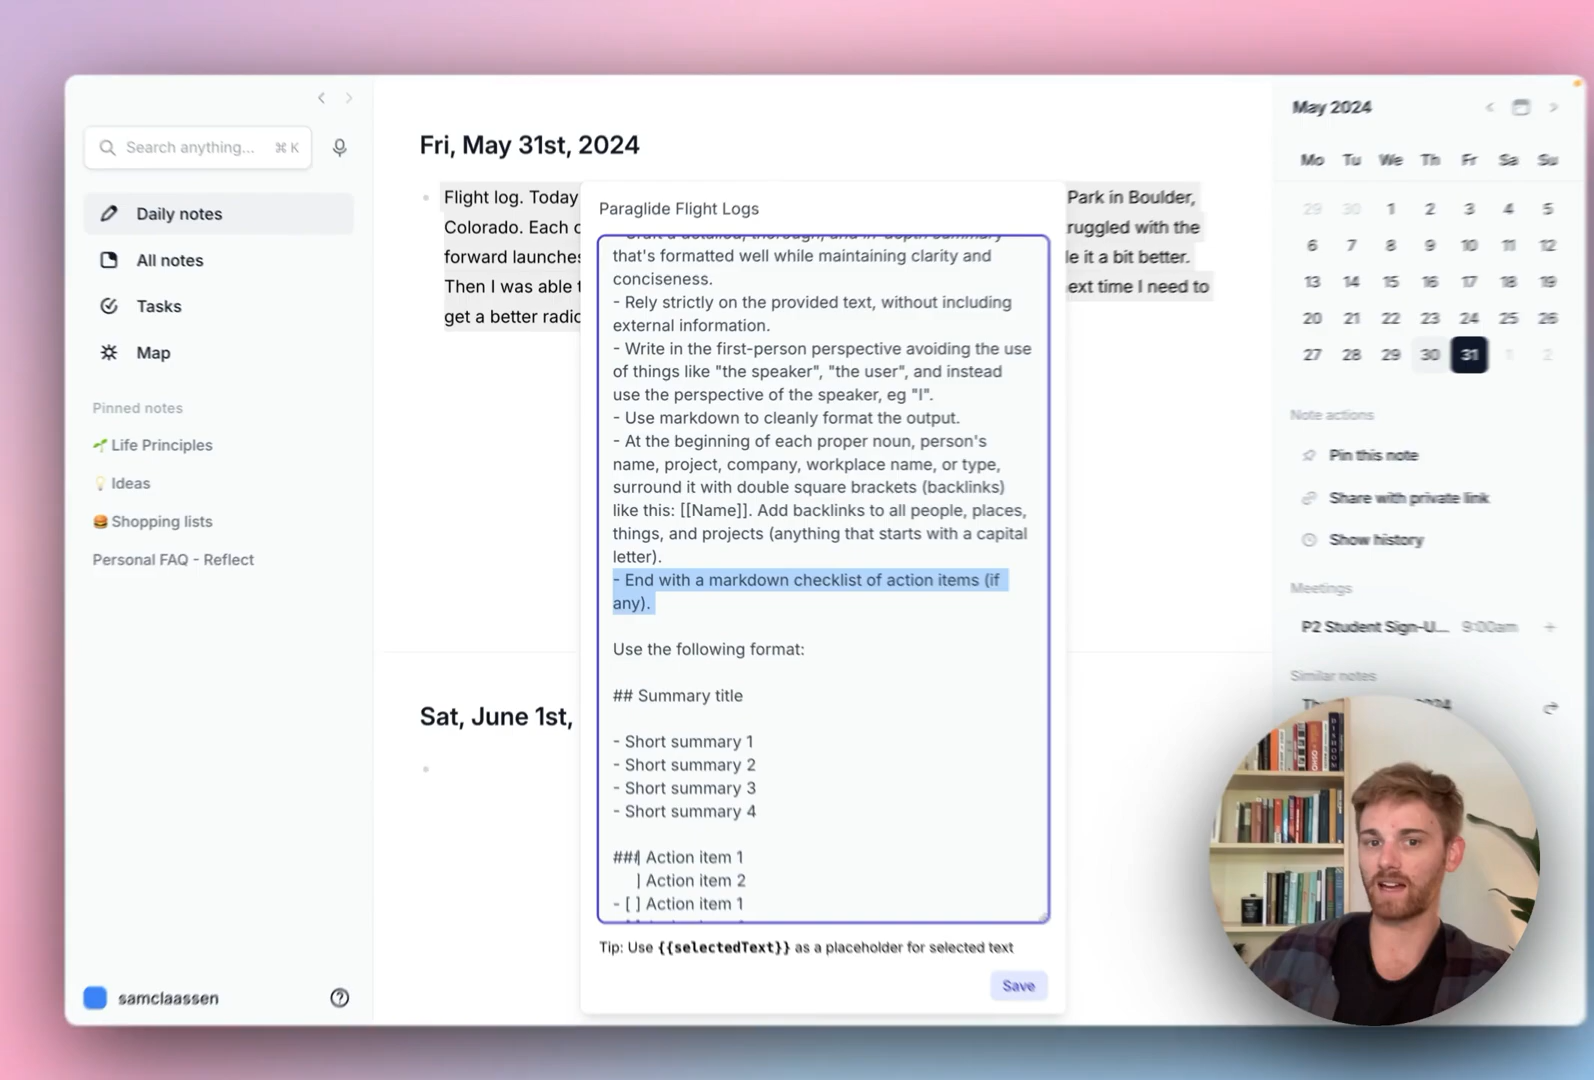 Search anything...
⌘ K
Daily notes
All notes
Tasks
Map
Pinned notes
Life Principles
Ideas
Shopping lists
Personal FAQ - Reflect
samclaassen
Fri, May 31st, 2024
Flight log. Today
Park in Boulder,
Colorado. Each
forward launches
Then I was able
ext time I need to
get a better radio
Sat, June 1st,
Paraglide Flight Logs
that's formatted well while maintaining clarity and
conciseness.
- Rely strictly on the provided text, without including
external information.
- Write in the first-person perspective avoiding the use
of things like "the speaker", "the user", and instead
use the perspective of the speaker, eg "I".
- Use markdown to cleanly format the output.
- At the beginning of each proper noun, person's
name, project, company, workplace name, or type,
surround it with double square brackets (backlinks)
like this: [[Name]]. Add backlinks to all people, places,
things, and projects (anything that starts with a capital
letter).
- End with a markdown checklist of action items (if
any).
Use the following format:
## Summary title
- Short summary 1
- Short summary 2
- Short summary 3
- Short summary 4
### Action item 1
Action item 2
- [ ] Action item 1
Tip: Use {{selectedText}} as a placeholder for selected text
Save
May 2024
Mo Tu We Th Fr Sa Su
29 30 1 2 3 4 5
6 7 8 9 10 11 12
13 14 15 16 17 18 19
20 21 22 23 24 25 26
27 28 29 30 31 1 2
Note actions
Pin this note
Share with private link
Show history
Meetings
P2 Student Sign-U... 9:00am
Similar notes